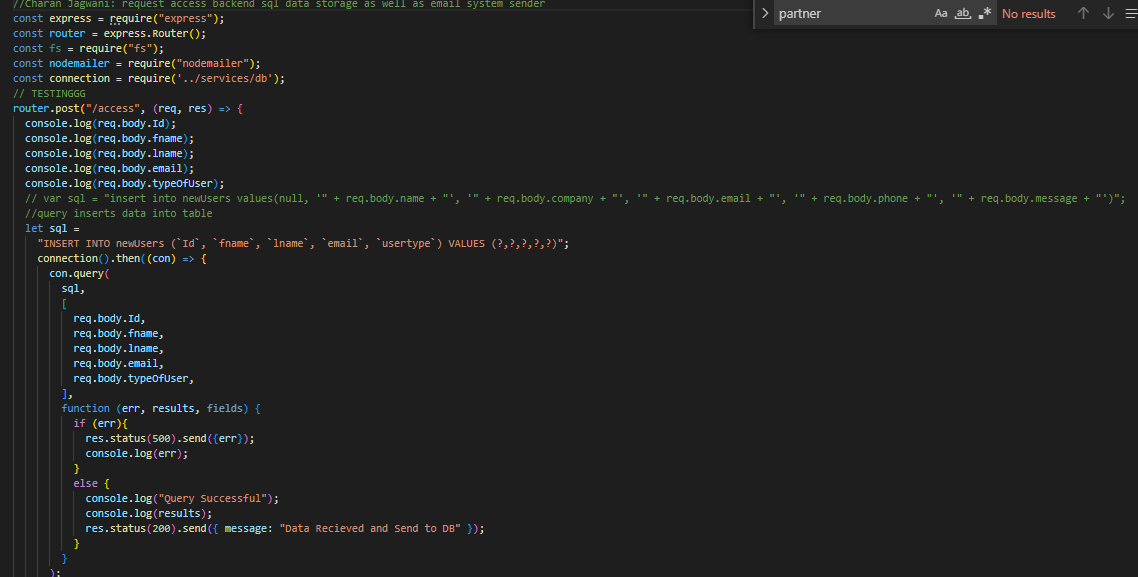 //Charan Jagwani: request access backend sql data storage as well as email system sender
const express = require("express");
const router = express.Router();
const fs = require("fs");
const nodemailer = require("nodemailer");
const connection = require('../services/db');
// TESTINGGG
router.post("/access", (req, res) => {
console.log(req.body.Id);
console.log(req.body.fname);
console.log(req.body.lname);
console.log(req.body.email);
console.log(req.body.typeOfUser);
// var sql = "insert into newUsers values(null, '" + req.body.name + "', '" + req.body.company + "', '" + req.body.email + "', '" + req.body.phone + "', '" + req.body.message + "')";
//query inserts data into table
let sql =
"INSERT INTO newUsers (`Id`, `fname`, `lname`, `email`, `usertype`) VALUES (?,?,?,?,?)";
connection().then((con) => {
con.query(
sql,
[
req.body.Id,
req.body.fname,
req.body.lname,
req.body.email,
req.body.typeOfUser,
],
function (err, results, fields) {
if (err){
res.status(500).send({err});
console.log(err);
}
else {
console.log("Query Successful");
console.log(results);
res.status(200).send({ message: "Data Recieved and Send to DB" });
}
}
);
partner
Aa ab .*
No results